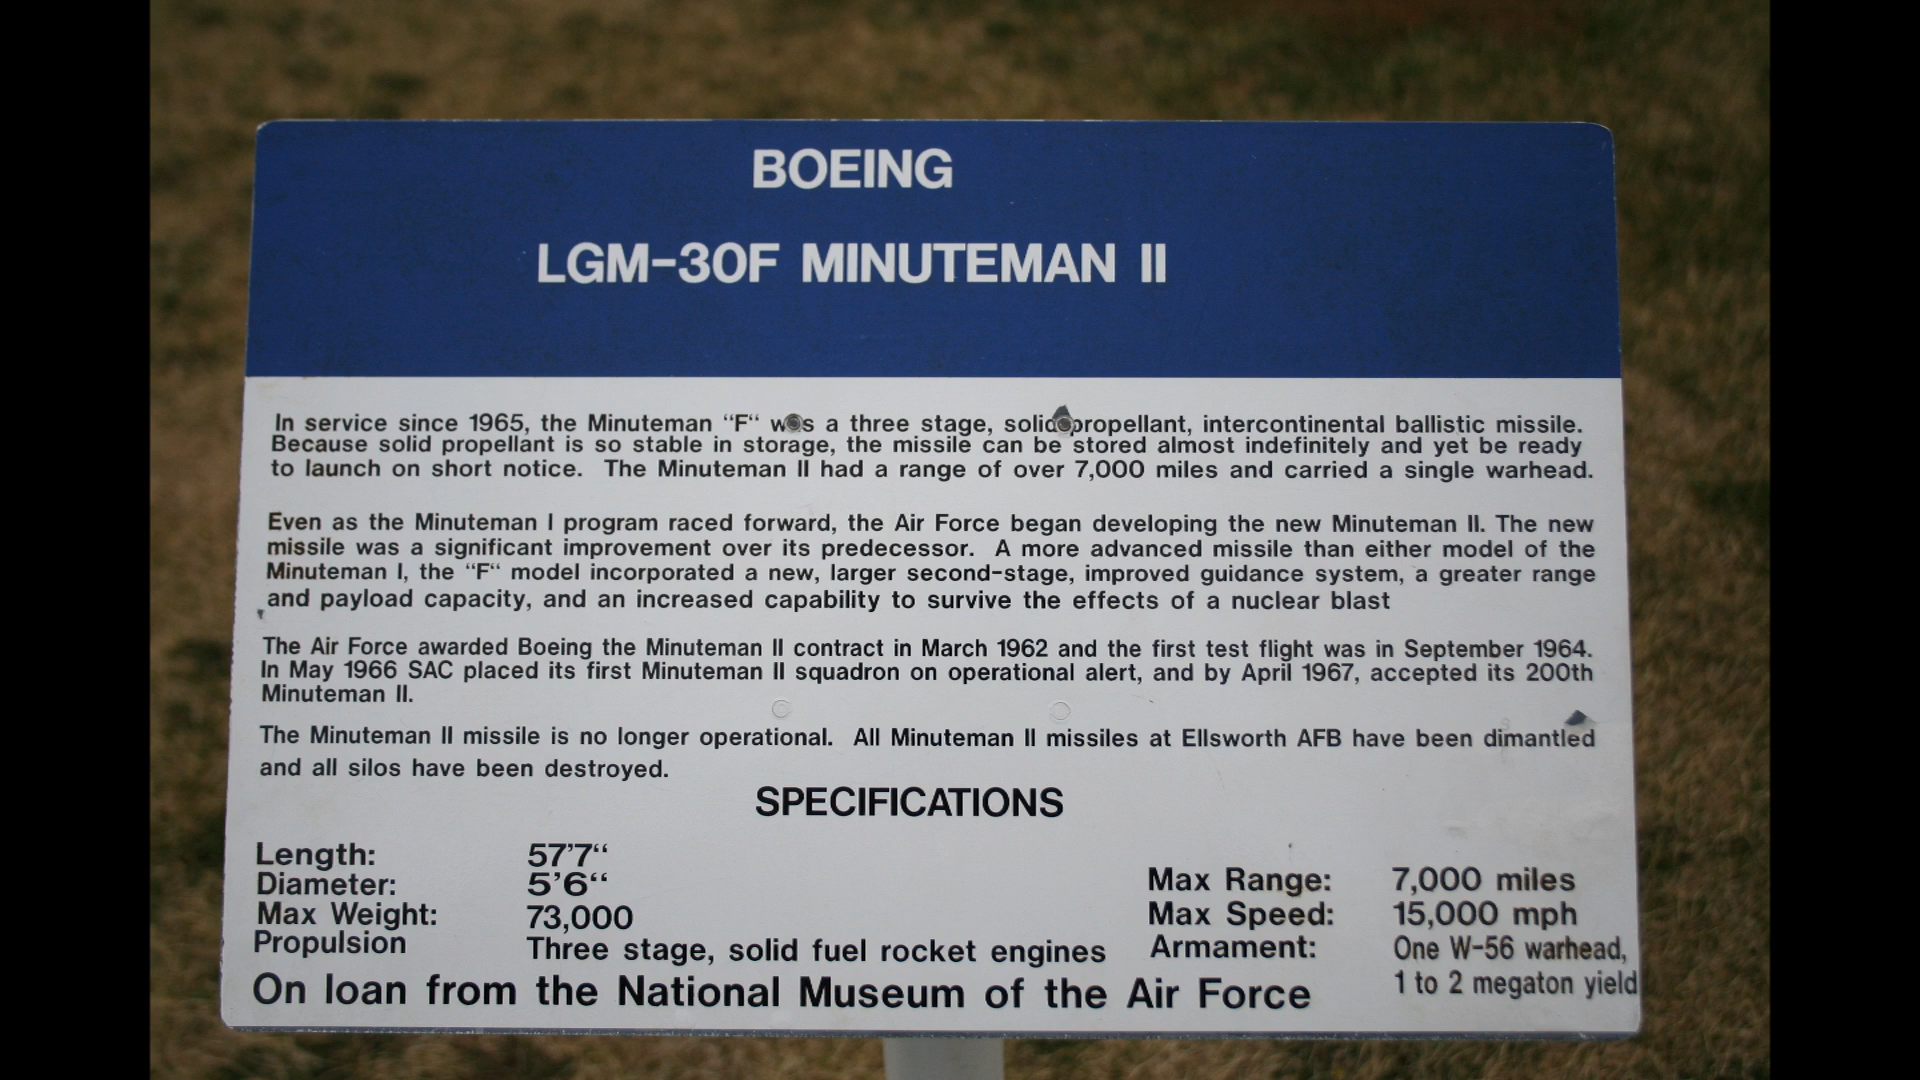 BOEING
LGM-30F MINUTEMAN II
In service since 1965, the Minuteman “F“ was a three stage, solid propellant, intercontinental ballistic missile.
Because solid propellant is so stable in storage, the missile can be stored almost indefinitely and yet be ready
to launch on short notice. The Minuteman II had a range of over 7,000 miles and carried a single warhead.
Even as the Minuteman I program raced forward, the Air Force began developing the new Minuteman II. The new
missile was a significant improvement over its predecessor. A more advanced missile than either model of the
Minuteman I, the “F“ model incorporated a new, larger second-stage, improved guidance system, a greater range
and payload capacity, and an increased capability to survive the effects of a nuclear blast
The Air Force awarded Boeing the Minuteman II contract in March 1962 and the first test flight was in September 1964.
In May 1966 SAC placed its first Minuteman II squadron on operational alert, and by April 1967, accepted its 200th
Minuteman II.
The Minuteman II missile is no longer operational. All Minuteman II missiles at Ellsworth AFB have been dimantled
and all silos have been destroyed.
SPECIFICATIONS
Length: 57’7“
Diameter: 5’6“
Max Weight: 73,000
Propulsion Three stage, solid fuel rocket engines
Max Range: 7,000 miles
Max Speed: 15,000 mph
Armament: One W-56 warhead,
1 to 2 megaton yield
On loan from the National Museum of the Air Force